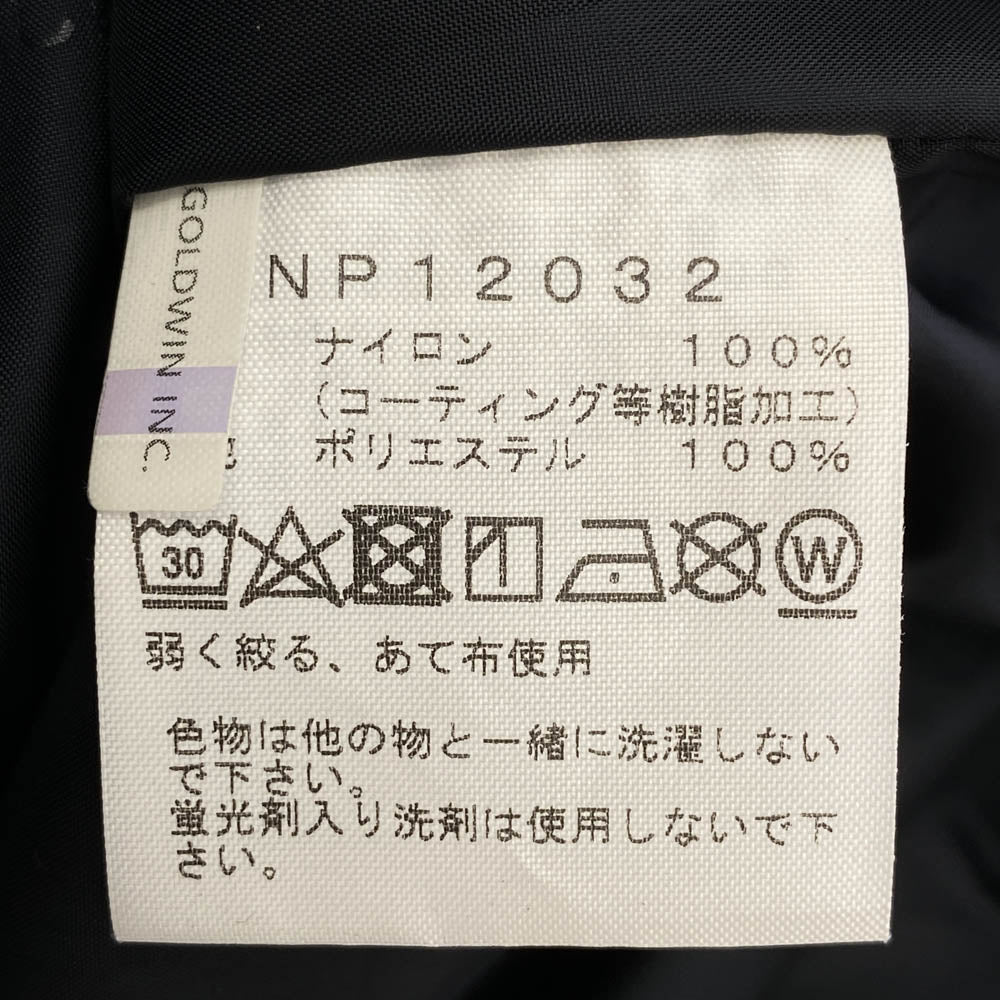 GOLDWIN INC.
NP12032
ナイロン 100%
(コーティング等樹脂加工)
ポリエステル 100%
30
W
弱く絞る、あて布使用
色物は他の物と一緒に洗濯しない
で下さい。
蛍光剤入り洗剤は使用しないで下
さい。